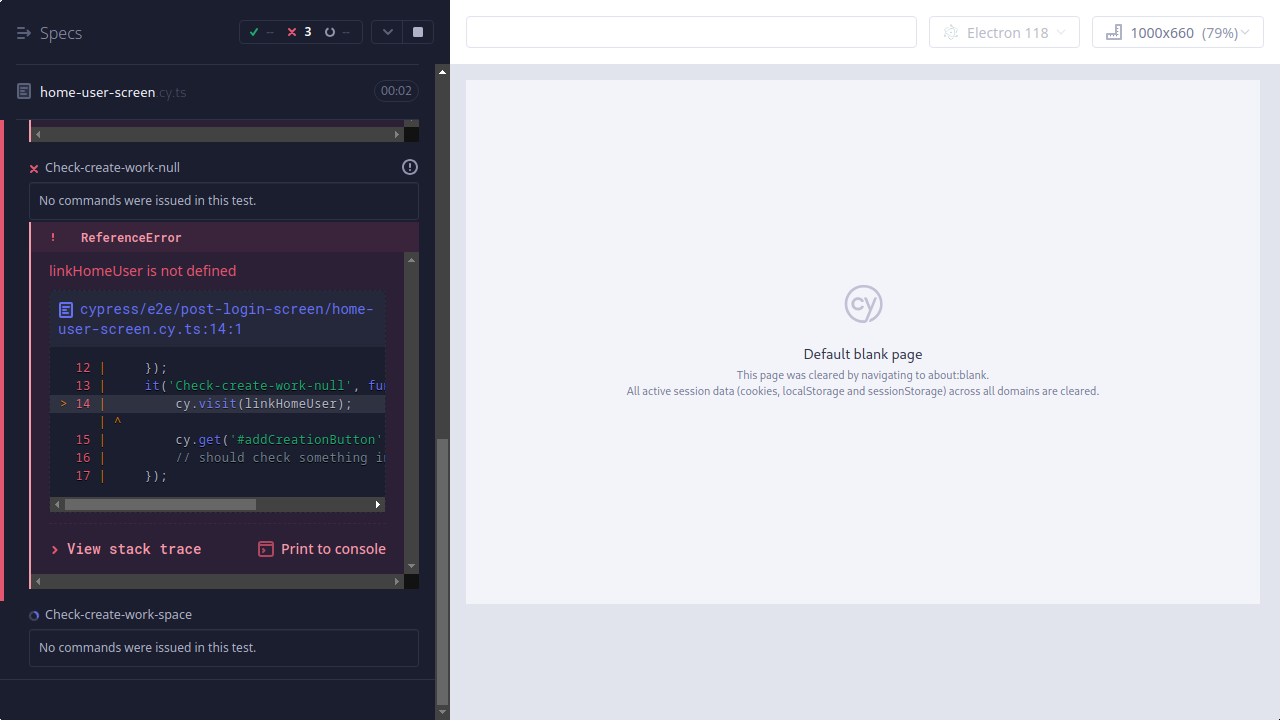 Specs
-- 3 --
home-user-screen.cy.ts 00:02
Check-create-work-null
No commands were issued in this test.
! ReferenceError
linkHomeUser is not defined
cypress/e2e/post-login-screen/home-
user-screen.cy.ts:14:1
12 | });
13 | it('Check-create-work-null', fu
> 14 | cy.visit(linkHomeUser);
| ^
15 | cy.get('#addCreationButton'
16 | // should check something i
17 | });
View stack trace
Print to console
Check-create-work-space
No commands were issued in this test.
Electron 118
1000x660 (79%)
cy
Default blank page
This page was cleared by navigating to about:blank.
All active session data (cookies, localStorage and sessionStorage) across all domains are cleared.